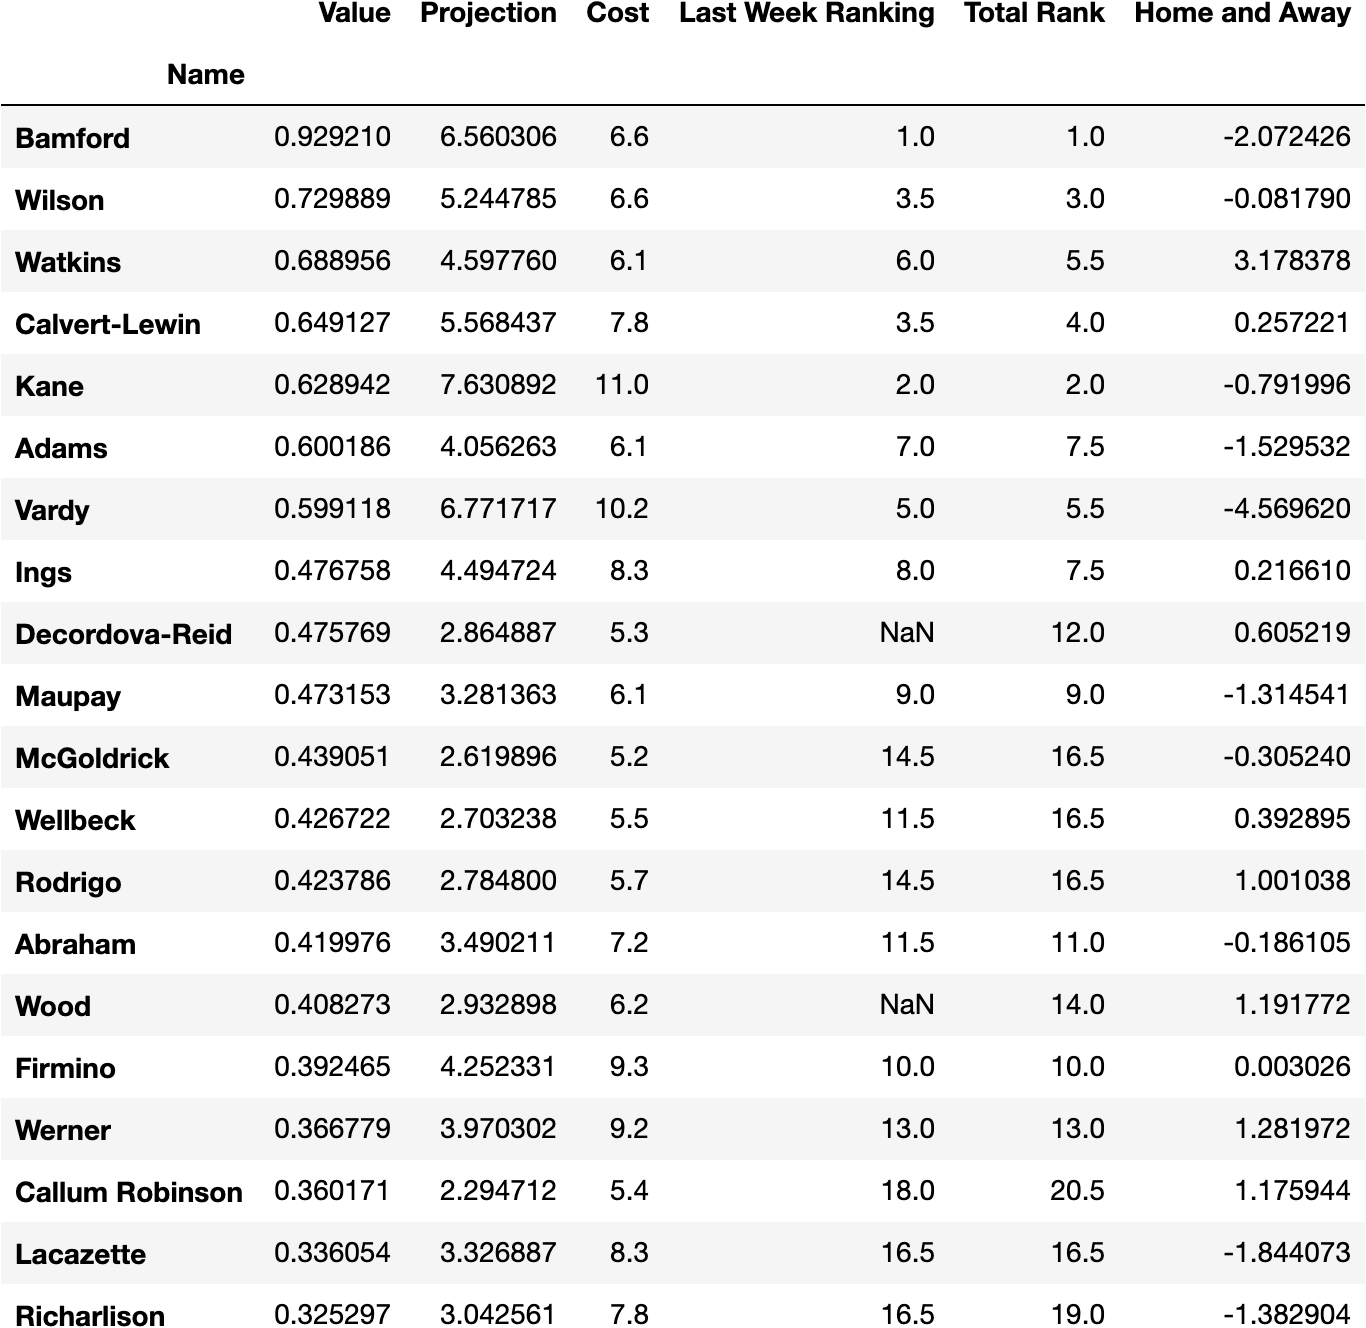 Value Projection Cost Last Week Ranking Total Rank Home and Away
Name
Bamford 0.929210 6.560306 6.6 1.0 1.0 -2.072426
Wilson 0.729889 5.244785 6.6 3.5 3.0 -0.081790
Watkins 0.688956 4.597760 6.1 6.0 5.5 3.178378
Calvert-Lewin 0.649127 5.568437 7.8 3.5 4.0 0.257221
Kane 0.628942 7.630892 11.0 2.0 2.0 -0.791996
Adams 0.600186 4.056263 6.1 7.0 7.5 -1.529532
Vardy 0.599118 6.771717 10.2 5.0 5.5 -4.569620
Ings 0.476758 4.494724 8.3 8.0 7.5 0.216610
Decordova-Reid 0.475769 2.864887 5.3 NaN 12.0 0.605219
Maupay 0.473153 3.281363 6.1 9.0 9.0 -1.314541
McGoldrick 0.439051 2.619896 5.2 14.5 16.5 -0.305240
Wellbeck 0.426722 2.703238 5.5 11.5 16.5 0.392895
Rodrigo 0.423786 2.784800 5.7 14.5 16.5 1.001038
Abraham 0.419976 3.490211 7.2 11.5 11.0 -0.186105
Wood 0.408273 2.932898 6.2 NaN 14.0 1.191772
Firmino 0.392465 4.252331 9.3 10.0 10.0 0.003026
Werner 0.366779 3.970302 9.2 13.0 13.0 1.281972
Callum Robinson 0.360171 2.294712 5.4 18.0 20.5 1.175944
Lacazette 0.336054 3.326887 8.3 16.5 16.5 -1.844073
Richarlison 0.325297 3.042561 7.8 16.5 19.0 -1.382904